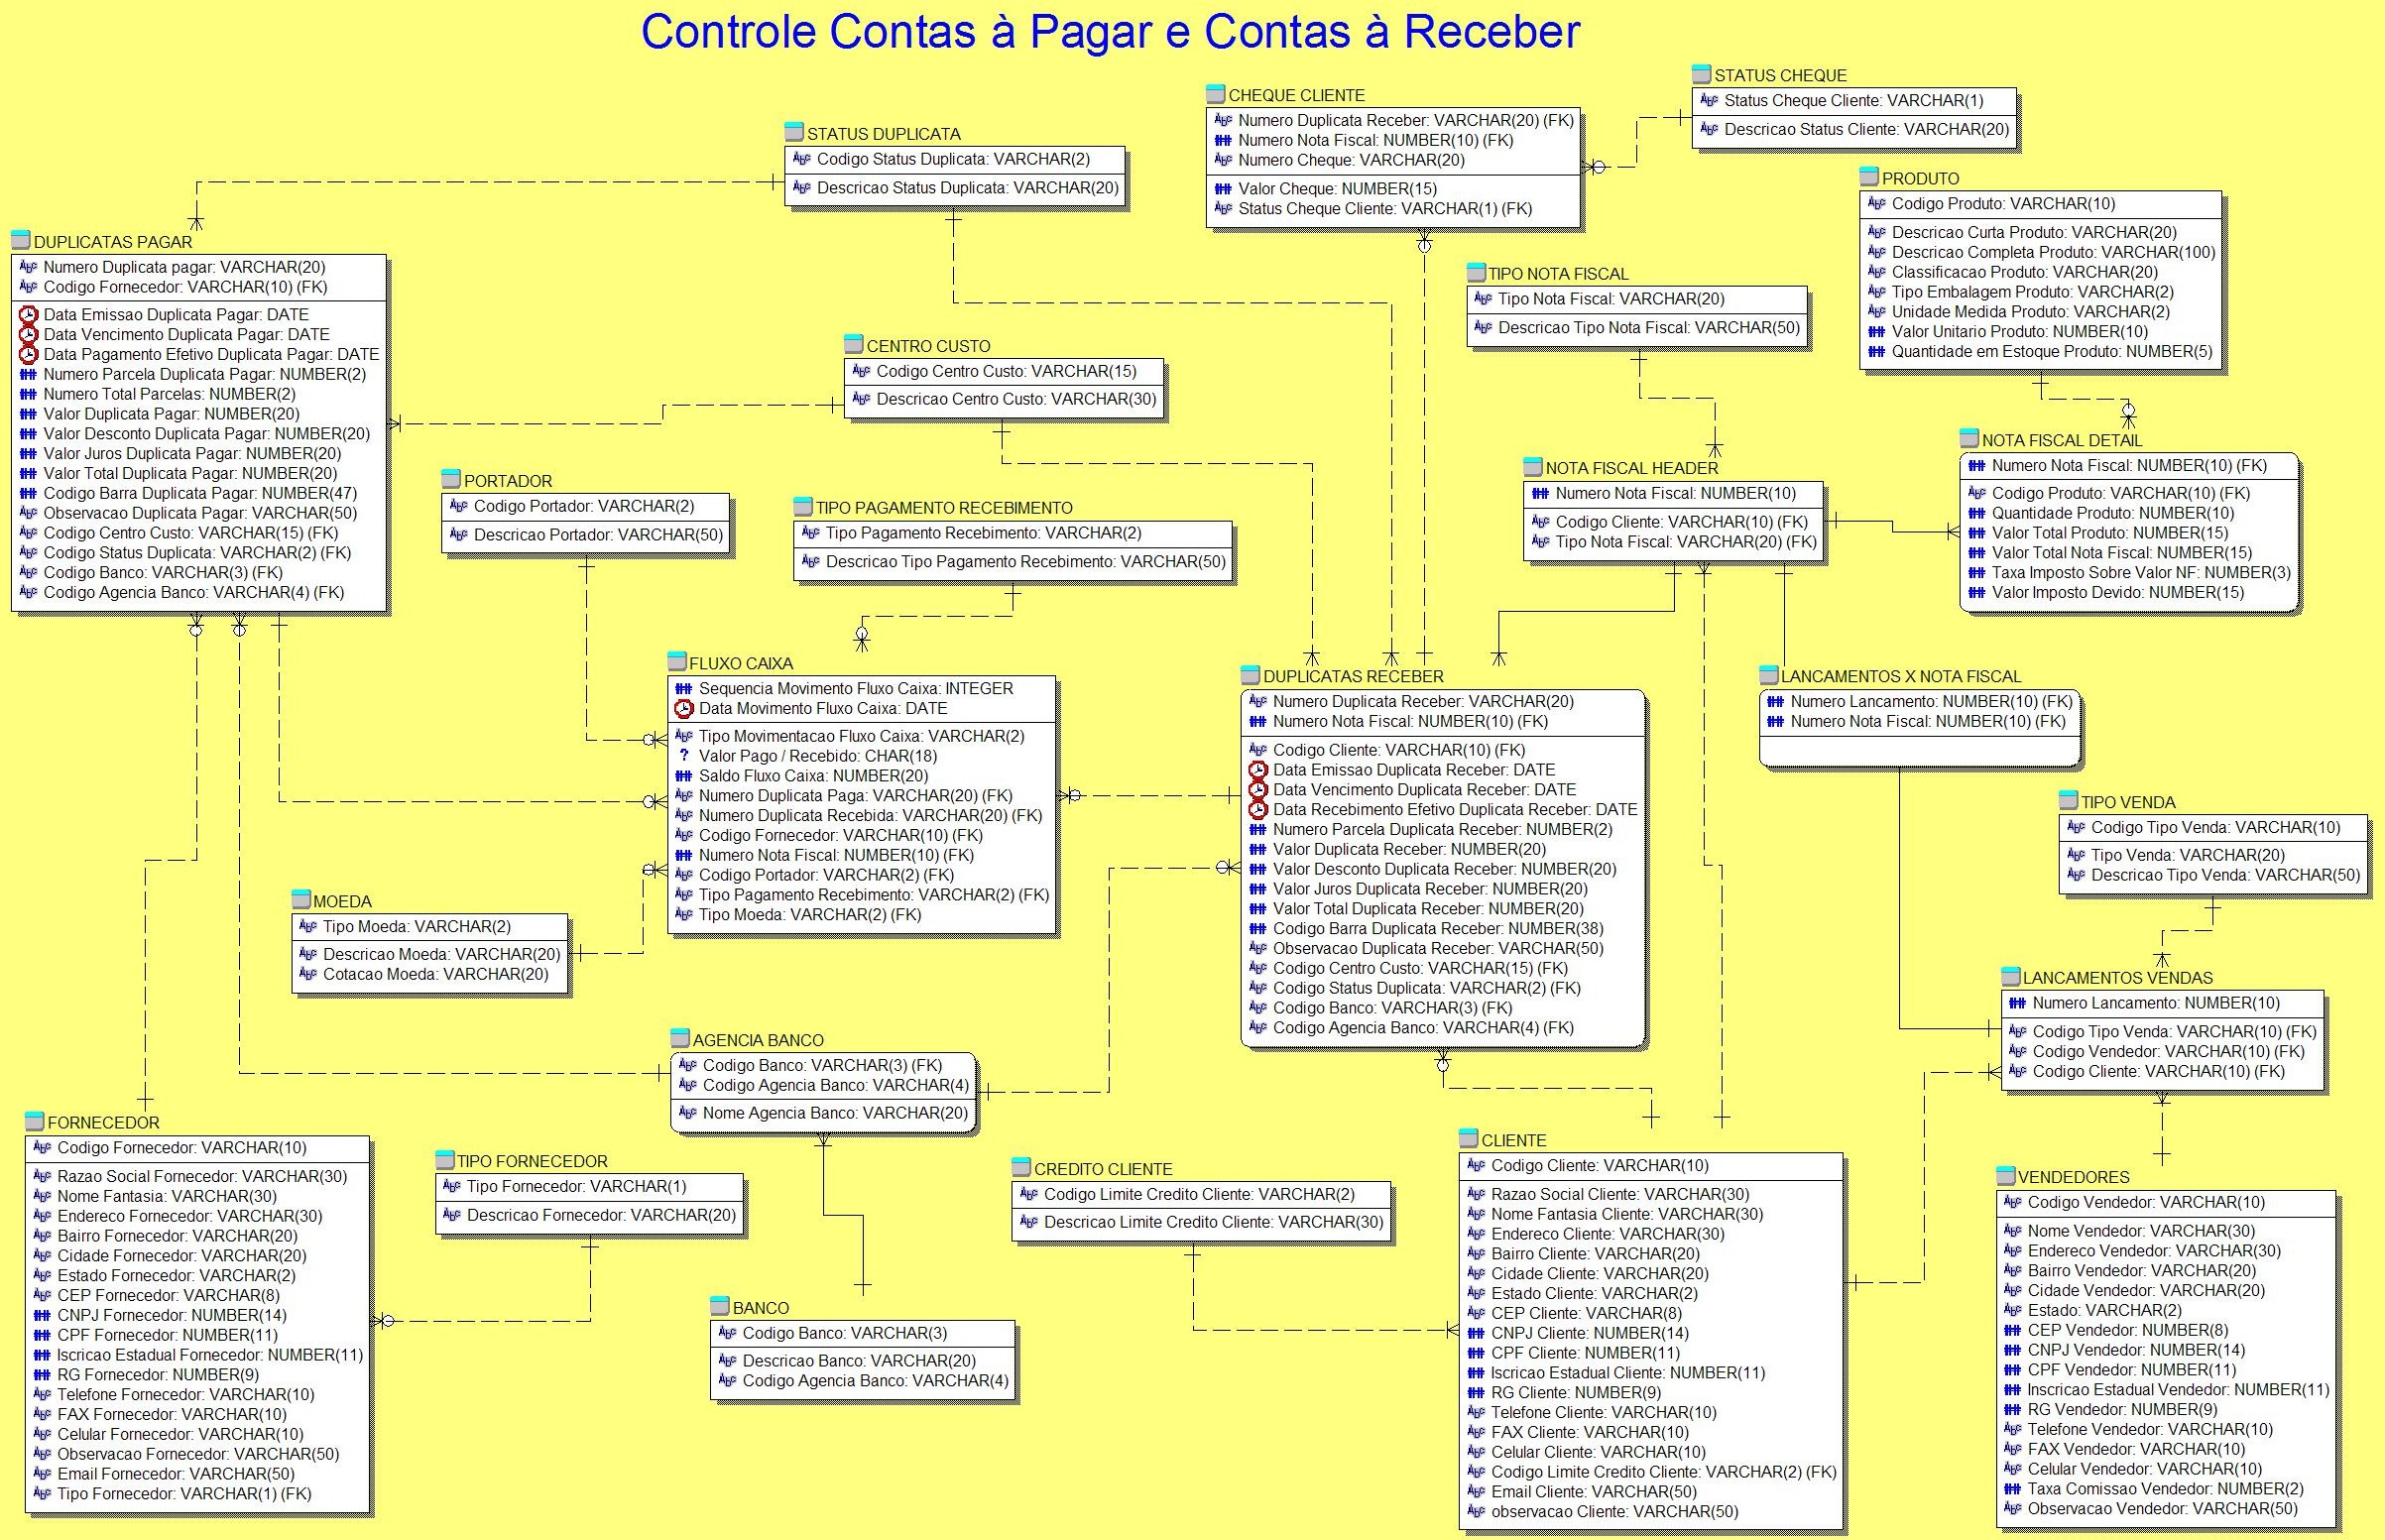 Controle Contas à Pagar e Contas à Receber
STATUS CHEQUE
Status Cheque Cliente: VARCHAR(1)
Descricao Status Cliente: VARCHAR(20)
CHEQUE CLIENTE
Numero Duplicata Receber: VARCHAR(20) (FK)
Numero Nota Fiscal: NUMBER(10) (FK)
Numero Cheque: VARCHAR(20)
Valor Cheque: NUMBER(15)
Status Cheque Cliente: VARCHAR(1) (FK)
STATUS DUPLICATA
Codigo Status Duplicata: VARCHAR(2)
Descricao Status Duplicata: VARCHAR(20)
PRODUTO
Codigo Produto: VARCHAR(10)
Descricao Curta Produto: VARCHAR(20)
Descricao Completa Produto: VARCHAR(100)
Classificacao Produto: VARCHAR(20)
Tipo Embalagem Produto: VARCHAR(2)
Unidade Medida Produto: VARCHAR(2)
Valor Unitario Produto: NUMBER(10)
Quantidade em Estoque Produto: NUMBER(5)
DUPLICATAS PAGAR
Numero Duplicata pagar: VARCHAR(20)
Codigo Fornecedor: VARCHAR(10) (FK)
Data Emissao Duplicata Pagar: DATE
Data Vencimento Duplicata Pagar: DATE
Data Pagamento Efetivo Duplicata Pagar: DATE
Numero Parcela Duplicata Pagar: NUMBER(2)
Numero Total Parcelas: NUMBER(2)
Valor Duplicata Pagar: NUMBER(20)
Valor Desconto Duplicata Pagar: NUMBER(20)
Valor Juros Duplicata Pagar: NUMBER(20)
Valor Total Duplicata Pagar: NUMBER(20)
Codigo Barra Duplicata Pagar: NUMBER(47)
Observacao Duplicata Pagar: VARCHAR(50)
Codigo Centro Custo: VARCHAR(15) (FK)
Codigo Status Duplicata: VARCHAR(2) (FK)
Codigo Banco: VARCHAR(3) (FK)
Codigo Agencia Banco: VARCHAR(4) (FK)
TIPO NOTA FISCAL
Tipo Nota Fiscal: VARCHAR(20)
Descricao Tipo Nota Fiscal: VARCHAR(50)
CENTRO CUSTO
Codigo Centro Custo: VARCHAR(15)
Descricao Centro Custo: VARCHAR(30)
NOTA FISCAL DETAIL
Numero Nota Fiscal: NUMBER(10) (FK)
Codigo Produto: VARCHAR(10) (FK)
Quantidade Produto: NUMBER(10)
Valor Total Produto: NUMBER(15)
Valor Total Nota Fiscal: NUMBER(15)
Taxa Imposto Sobre Valor NF: NUMBER(3)
Valor Imposto Devido: NUMBER(15)
NOTA FISCAL HEADER
Numero Nota Fiscal: NUMBER(10)
Codigo Cliente: VARCHAR(10) (FK)
Tipo Nota Fiscal: VARCHAR(20) (FK)
PORTADOR
Codigo Portador: VARCHAR(2)
Descricao Portador: VARCHAR(50)
TIPO PAGAMENTO RECEBIMENTO
Tipo Pagamento Recebimento: VARCHAR(2)
Descricao Tipo Pagamento Recebimento: VARCHAR(50)
FLUXO CAIXA
Sequencia Movimento Fluxo Caixa: INTEGER
Data Movimento Fluxo Caixa: DATE
Tipo Movimentacao Fluxo Caixa: VARCHAR(2)
? Valor Pago / Recebido: CHAR(18)
Saldo Fluxo Caixa: NUMBER(20)
Numero Duplicata Paga: VARCHAR(20) (FK)
Numero Duplicata Recebida: VARCHAR(20) (FK)
Codigo Fornecedor: VARCHAR(10) (FK)
Numero Nota Fiscal: NUMBER(10) (FK)
Codigo Portador: VARCHAR(2) (FK)
Tipo Pagamento Recebimento: VARCHAR(2) (FK)
Tipo Moeda: VARCHAR(2) (FK)
DUPLICATAS RECEBER
Numero Duplicata Receber: VARCHAR(20)
Numero Nota Fiscal: NUMBER(10) (FK)
Codigo Cliente: VARCHAR(10) (FK)
Data Emissao Duplicata Receber: DATE
Data Vencimento Duplicata Receber: DATE
Data Recebimento Efetivo Duplicata Receber: DATE
Numero Parcela Duplicata Receber: NUMBER(2)
Valor Duplicata Receber: NUMBER(20)
Valor Desconto Duplicata Receber: NUMBER(20)
Valor Juros Duplicata Receber: NUMBER(20)
Valor Total Duplicata Receber: NUMBER(20)
Codigo Barra Duplicata Receber: NUMBER(38)
Observacao Duplicata Receber: VARCHAR(50)
Codigo Centro Custo: VARCHAR(15) (FK)
Codigo Status Duplicata: VARCHAR(2) (FK)
Codigo Banco: VARCHAR(3) (FK)
Codigo Agencia Banco: VARCHAR(4) (FK)
LANCAMENTOS X NOTA FISCAL
Numero Lancamento: NUMBER(10) (FK)
Numero Nota Fiscal: NUMBER(10) (FK)
TIPO VENDA
Codigo Tipo Venda: VARCHAR(10)
Tipo Venda: VARCHAR(20)
Descricao Tipo Venda: VARCHAR(50)
MOEDA
Tipo Moeda: VARCHAR(2)
Descricao Moeda: VARCHAR(20)
Cotacao Moeda: VARCHAR(20)
LANCAMENTOS VENDAS
Numero Lancamento: NUMBER(10)
Codigo Tipo Venda: VARCHAR(10) (FK)
Codigo Vendedor: VARCHAR(10) (FK)
Codigo Cliente: VARCHAR(10) (FK)
AGENCIA BANCO
Codigo Banco: VARCHAR(3) (FK)
Codigo Agencia Banco: VARCHAR(4)
Nome Agencia Banco: VARCHAR(20)
FORNECEDOR
Codigo Fornecedor: VARCHAR(10)
Razao Social Fornecedor: VARCHAR(30)
Nome Fantasia: VARCHAR(30)
Endereco Fornecedor: VARCHAR(30)
Bairro Fornecedor: VARCHAR(20)
Cidade Fornecedor: VARCHAR(20)
Estado Fornecedor: VARCHAR(2)
CEP Fornecedor: VARCHAR(8)
CNPJ Fornecedor: NUMBER(14)
CPF Fornecedor: NUMBER(11)
Iscricao Estadual Fornecedor: NUMBER(11)
RG Fornecedor: NUMBER(9)
Telefone Fornecedor: VARCHAR(10)
FAX Fornecedor: VARCHAR(10)
Celular Fornecedor: VARCHAR(10)
Observacao Fornecedor: VARCHAR(50)
Email Fornecedor: VARCHAR(50)
Tipo Fornecedor: VARCHAR(1) (FK)
TIPO FORNECEDOR
Tipo Fornecedor: VARCHAR(1)
Descricao Fornecedor: VARCHAR(20)
BANCO
Codigo Banco: VARCHAR(3)
Descricao Banco: VARCHAR(20)
Codigo Agencia Banco: VARCHAR(4)
CREDITO CLIENTE
Codigo Limite Credito Cliente: VARCHAR(2)
Descricao Limite Credito Cliente: VARCHAR(30)
CLIENTE
Codigo Cliente: VARCHAR(10)
Razao Social Cliente: VARCHAR(30)
Nome Fantasia Cliente: VARCHAR(30)
Endereco Cliente: VARCHAR(30)
Bairro Cliente: VARCHAR(20)
Cidade Cliente: VARCHAR(20)
Estado Cliente: VARCHAR(2)
CEP Cliente: VARCHAR(8)
CNPJ Cliente: NUMBER(14)
CPF Cliente: NUMBER(11)
Iscricao Estadual Cliente: NUMBER(11)
RG Cliente: NUMBER(9)
Telefone Cliente: VARCHAR(10)
FAX Cliente: VARCHAR(10)
Celular Cliente: VARCHAR(10)
Codigo Limite Credito Cliente: VARCHAR(2) (FK)
Email Cliente: VARCHAR(50)
observacao Cliente: VARCHAR(50)
VENDEDORES
Codigo Vendedor: VARCHAR(10)
Nome Vendedor: VARCHAR(30)
Endereco Vendedor: VARCHAR(30)
Bairro Vendedor: VARCHAR(20)
Cidade Vendedor: VARCHAR(20)
Estado: VARCHAR(2)
CEP Vendedor: NUMBER(8)
CNPJ Vendedor: NUMBER(14)
CPF Vendedor: NUMBER(11)
Inscricao Estadual Vendedor: NUMBER(11)
RG Vendedor: NUMBER(9)
Telefone Vendedor: VARCHAR(10)
FAX Vendedor: VARCHAR(10)
Celular Vendedor: VARCHAR(10)
Taxa Comissao Vendedor: NUMBER(2)
Observacao Vendedor: VARCHAR(50)